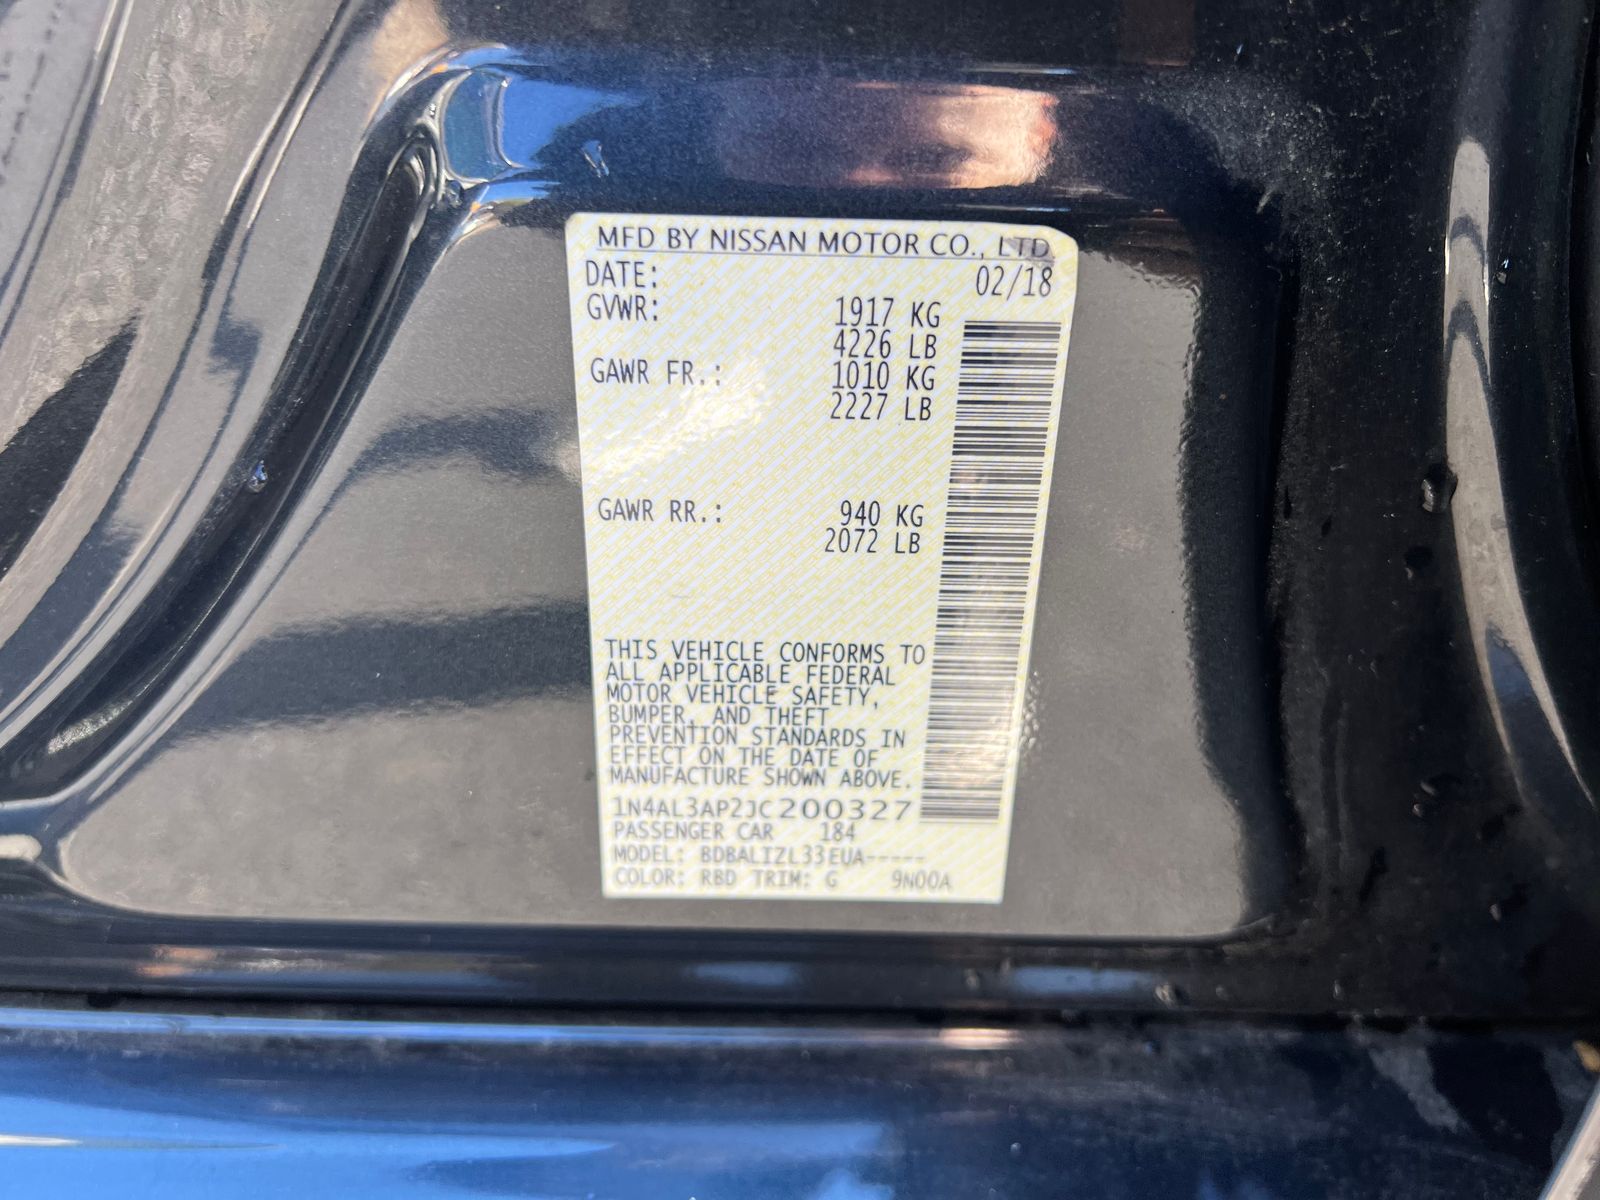 MFD BY NISSAN MOTOR CO., LTD.
DATE: 02/18
GVWR: 1917 KG
4226 LB
GAWR FR.: 1010 KG
2227 LB
GAWR RR.: 940 KG
2072 LB
THIS VEHICLE CONFORMS TO
ALL APPLICABLE FEDERAL
MOTOR VEHICLE SAFETY,
BUMPER, AND THEFT
PREVENTION STANDARDS IN
EFFECT ON THE DATE OF
MANUFACTURE SHOWN ABOVE.
1N4AL3AP2JC200327
PASSENGER CAR 184
MODEL: BDBALTZL33EUA-----
COLOR: RBD TRIM: G 9N00A